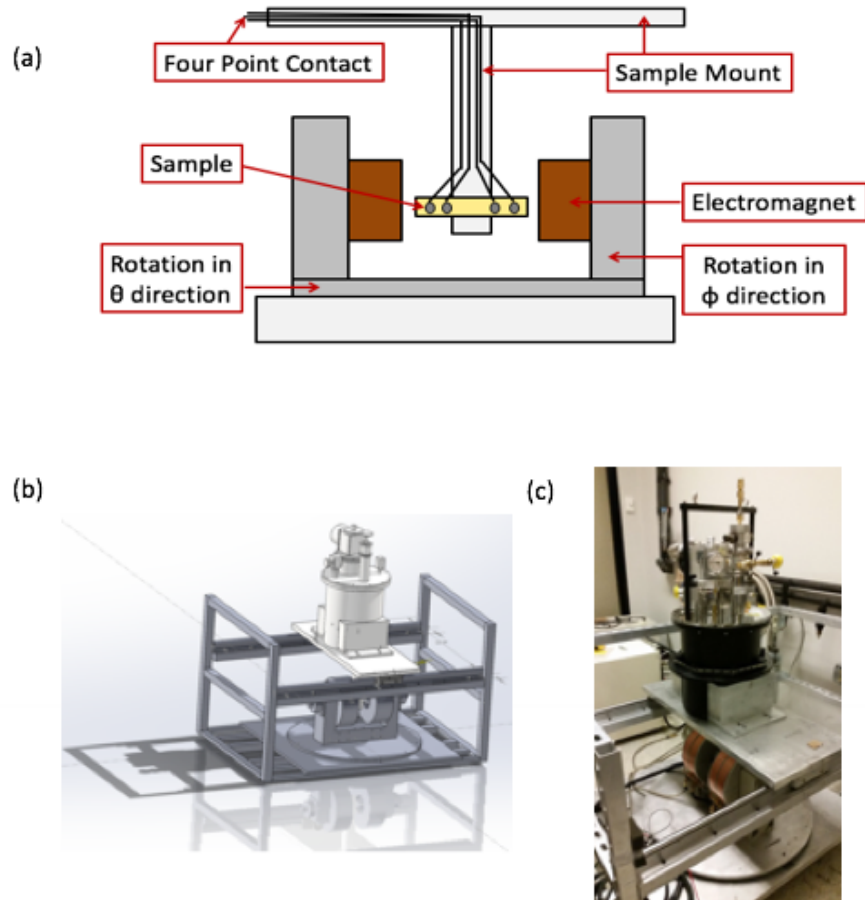 (a)
Four Point Contact
Sample Mount
Sample
Electromagnet
Rotation in
θ direction
Rotation in
ϕ direction
(b)
(c)